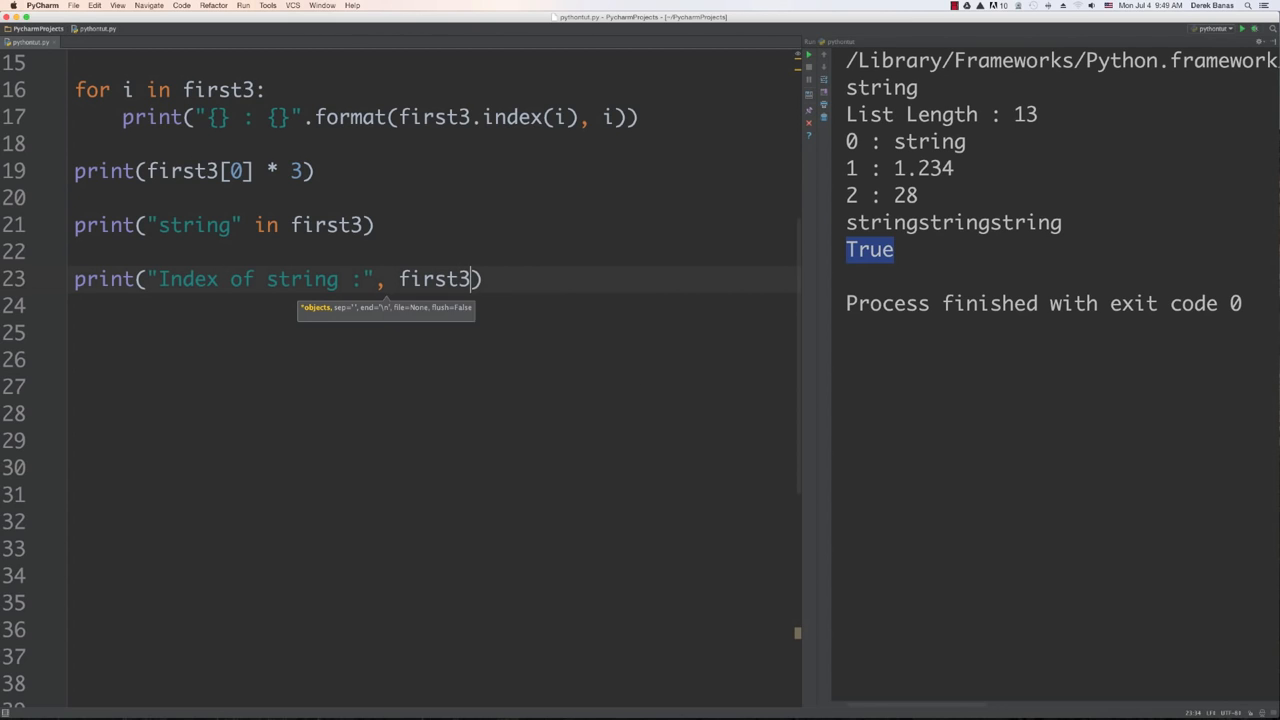 PyCharm File Edit View Navigate Code Refactor Run Tools VCS Window Help 10 Mon Jul 4 9:49 AM Derek Banas
pythontut.py - PycharmProjects - [~/PycharmProjects]
PycharmProjects pythontut.py pythontut
pythontut.py
Run: pythontut
15
16 for i in first3:
17 print("{} : {}".format(first3.index(i), i))
18
19 print(first3[0] * 3)
20
21 print("string" in first3)
22
23 print("Index of string :", first3)
*objects, sep=' ', end='\n', file=None, flush=False
24
25
26
27
28
29
30
31
32
33
34
35
36
37
38
/Library/Frameworks/Python.framework
string
List Length : 13
0 : string
1 : 1.234
2 : 28
stringstringstring
True
Process finished with exit code 0
23:34 LF: UTF-8: